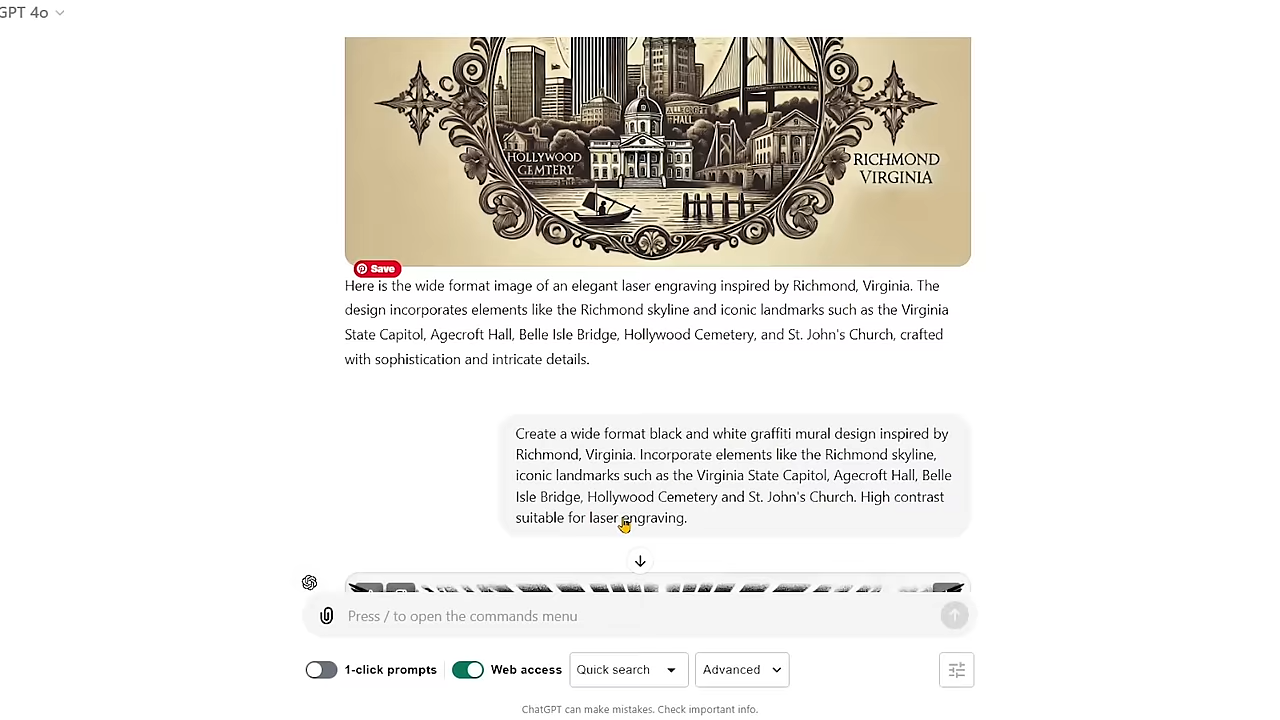 GPT 4o
HALL
HOLLYWOOD
CEMTERY
RICHMOND
VIRGINIA
Save
Here is the wide format image of an elegant laser engraving inspired by Richmond, Virginia. The
design incorporates elements like the Richmond skyline and iconic landmarks such as the Virginia
State Capitol, Agecroft Hall, Belle Isle Bridge, Hollywood Cemetery, and St. John's Church, crafted
with sophistication and intricate details.
Create a wide format black and white graffiti mural design inspired by
Richmond, Virginia. Incorporate elements like the Richmond skyline,
iconic landmarks such as the Virginia State Capitol, Agecroft Hall, Belle
Isle Bridge, Hollywood Cemetery and St. John's Church. High contrast
suitable for laser engraving.
Press / to open the commands menu
1-click prompts Web access Quick search Advanced
ChatGPT can make mistakes. Check important info.